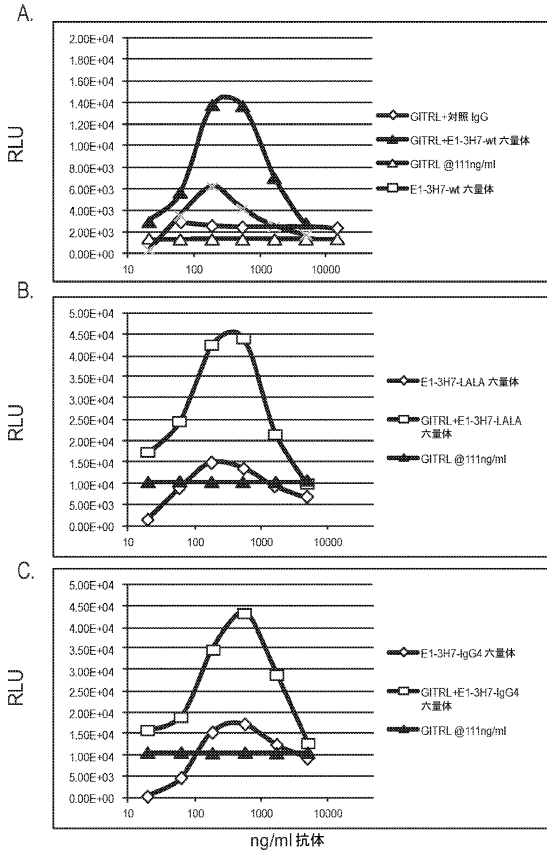 A.
2.00E+04
1.80E+04
1.60E+04
1.40E+04
1.20E+04
1.00E+04
8.00E+03
6.00E+03
4.00E+03
2.00E+03
0.00E+00
RLU
10
100
1000
10000
GITRL+対照 IgG
GITRL+E1-3H7-wt 六量体
GITRL @111ng/ml
E1-3H7-wt 六量体
B.
5.00E+04
4.50E+04
4.00E+04
3.50E+04
3.00E+04
2.50E+04
2.00E+04
1.50E+04
1.00E+04
5.00E+03
0.00E+00
RLU
10
100
1000
10000
E1-3H7-LALA 六量体
GITRL+E1-3H7-LALA
六量体
GITRL @111ng/ml
C.
5.00E+04
4.50E+04
4.00E+04
3.50E+04
3.00E+04
2.50E+04
2.00E+04
1.50E+04
1.00E+04
5.00E+03
0.00E+00
RLU
10
100
1000
10000
E1-3H7-IgG4 六量体
GITRL+E1-3H7-IgG4
六量体
GITRL @111ng/ml
ng/ml 抗体